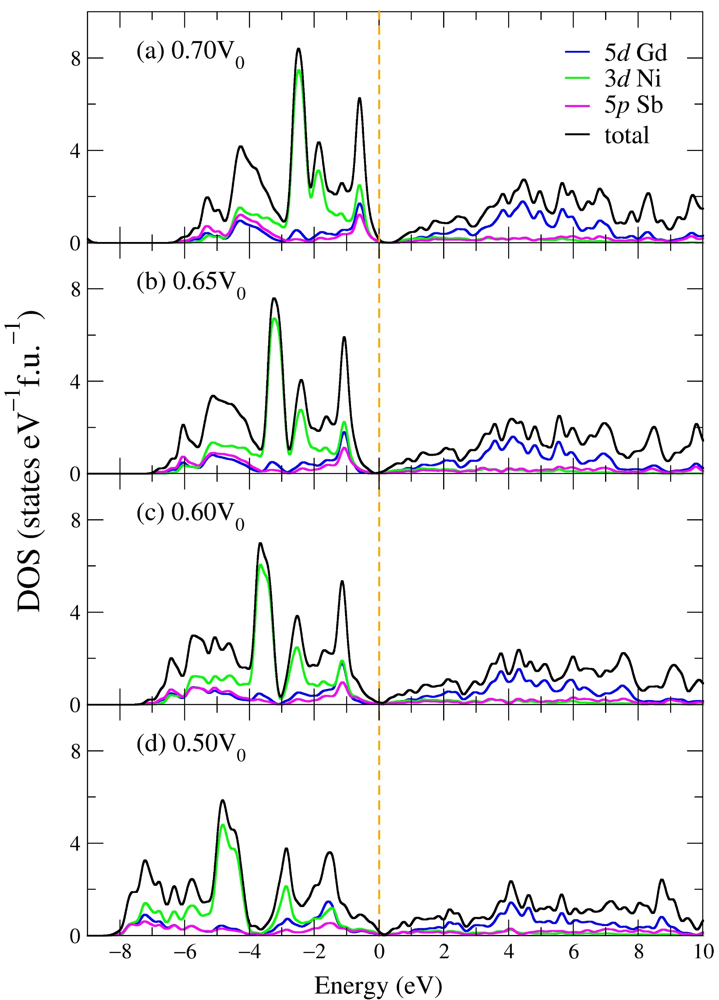 (a) 0.70V0
5d Gd
3d Ni
5p Sb
total
8
4
0
(b) 0.65V0
8
4
0
(c) 0.60V0
8
4
0
(d) 0.50V0
8
4
0
−8 −6 −4 −2 0 2 4 6 8 10
Energy (eV)
DOS (states eV−1f.u.−1)